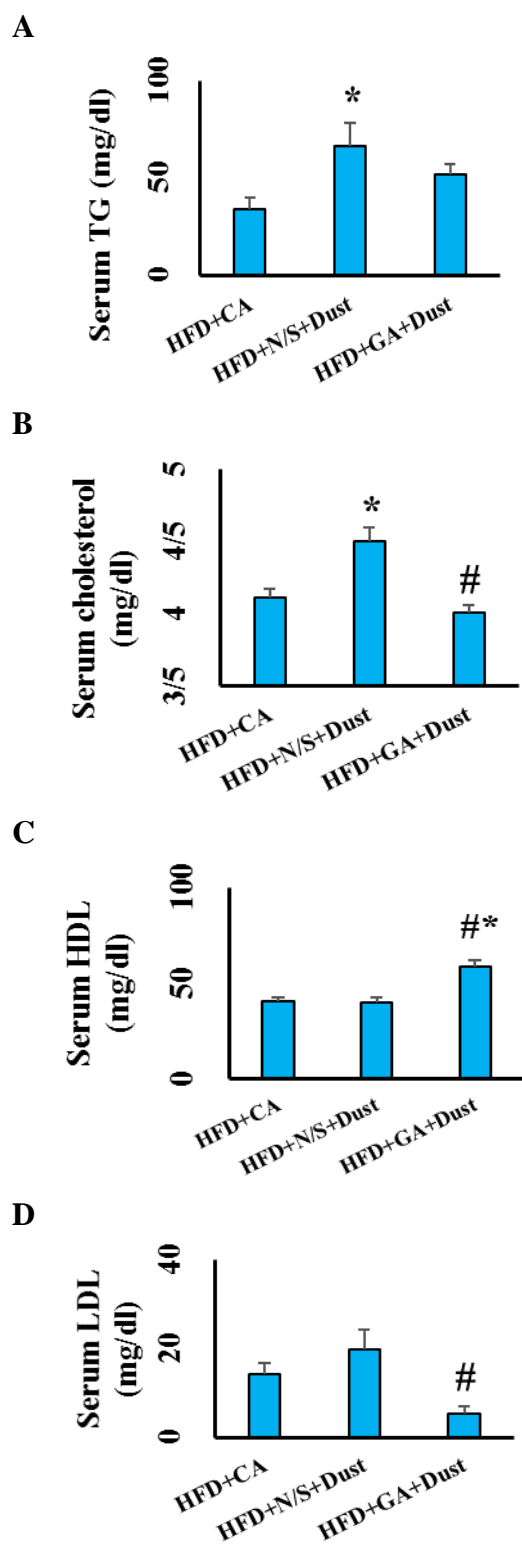 A
Serum TG (mg/dl)
100
50
0
*
HFD+CA
HFD+N/S+Dust
HFD+GA+Dust
B
Serum cholesterol
(mg/dl)
5
4/5
4
3/5
*
#
HFD+CA
HFD+N/S+Dust
HFD+GA+Dust
C
Serum HDL
(mg/dl)
100
50
0
#*
HFD+CA
HFD+N/S+Dust
HFD+GA+Dust
D
Serum LDL
(mg/dl)
40
20
0
#
HFD+CA
HFD+N/S+Dust
HFD+GA+Dust